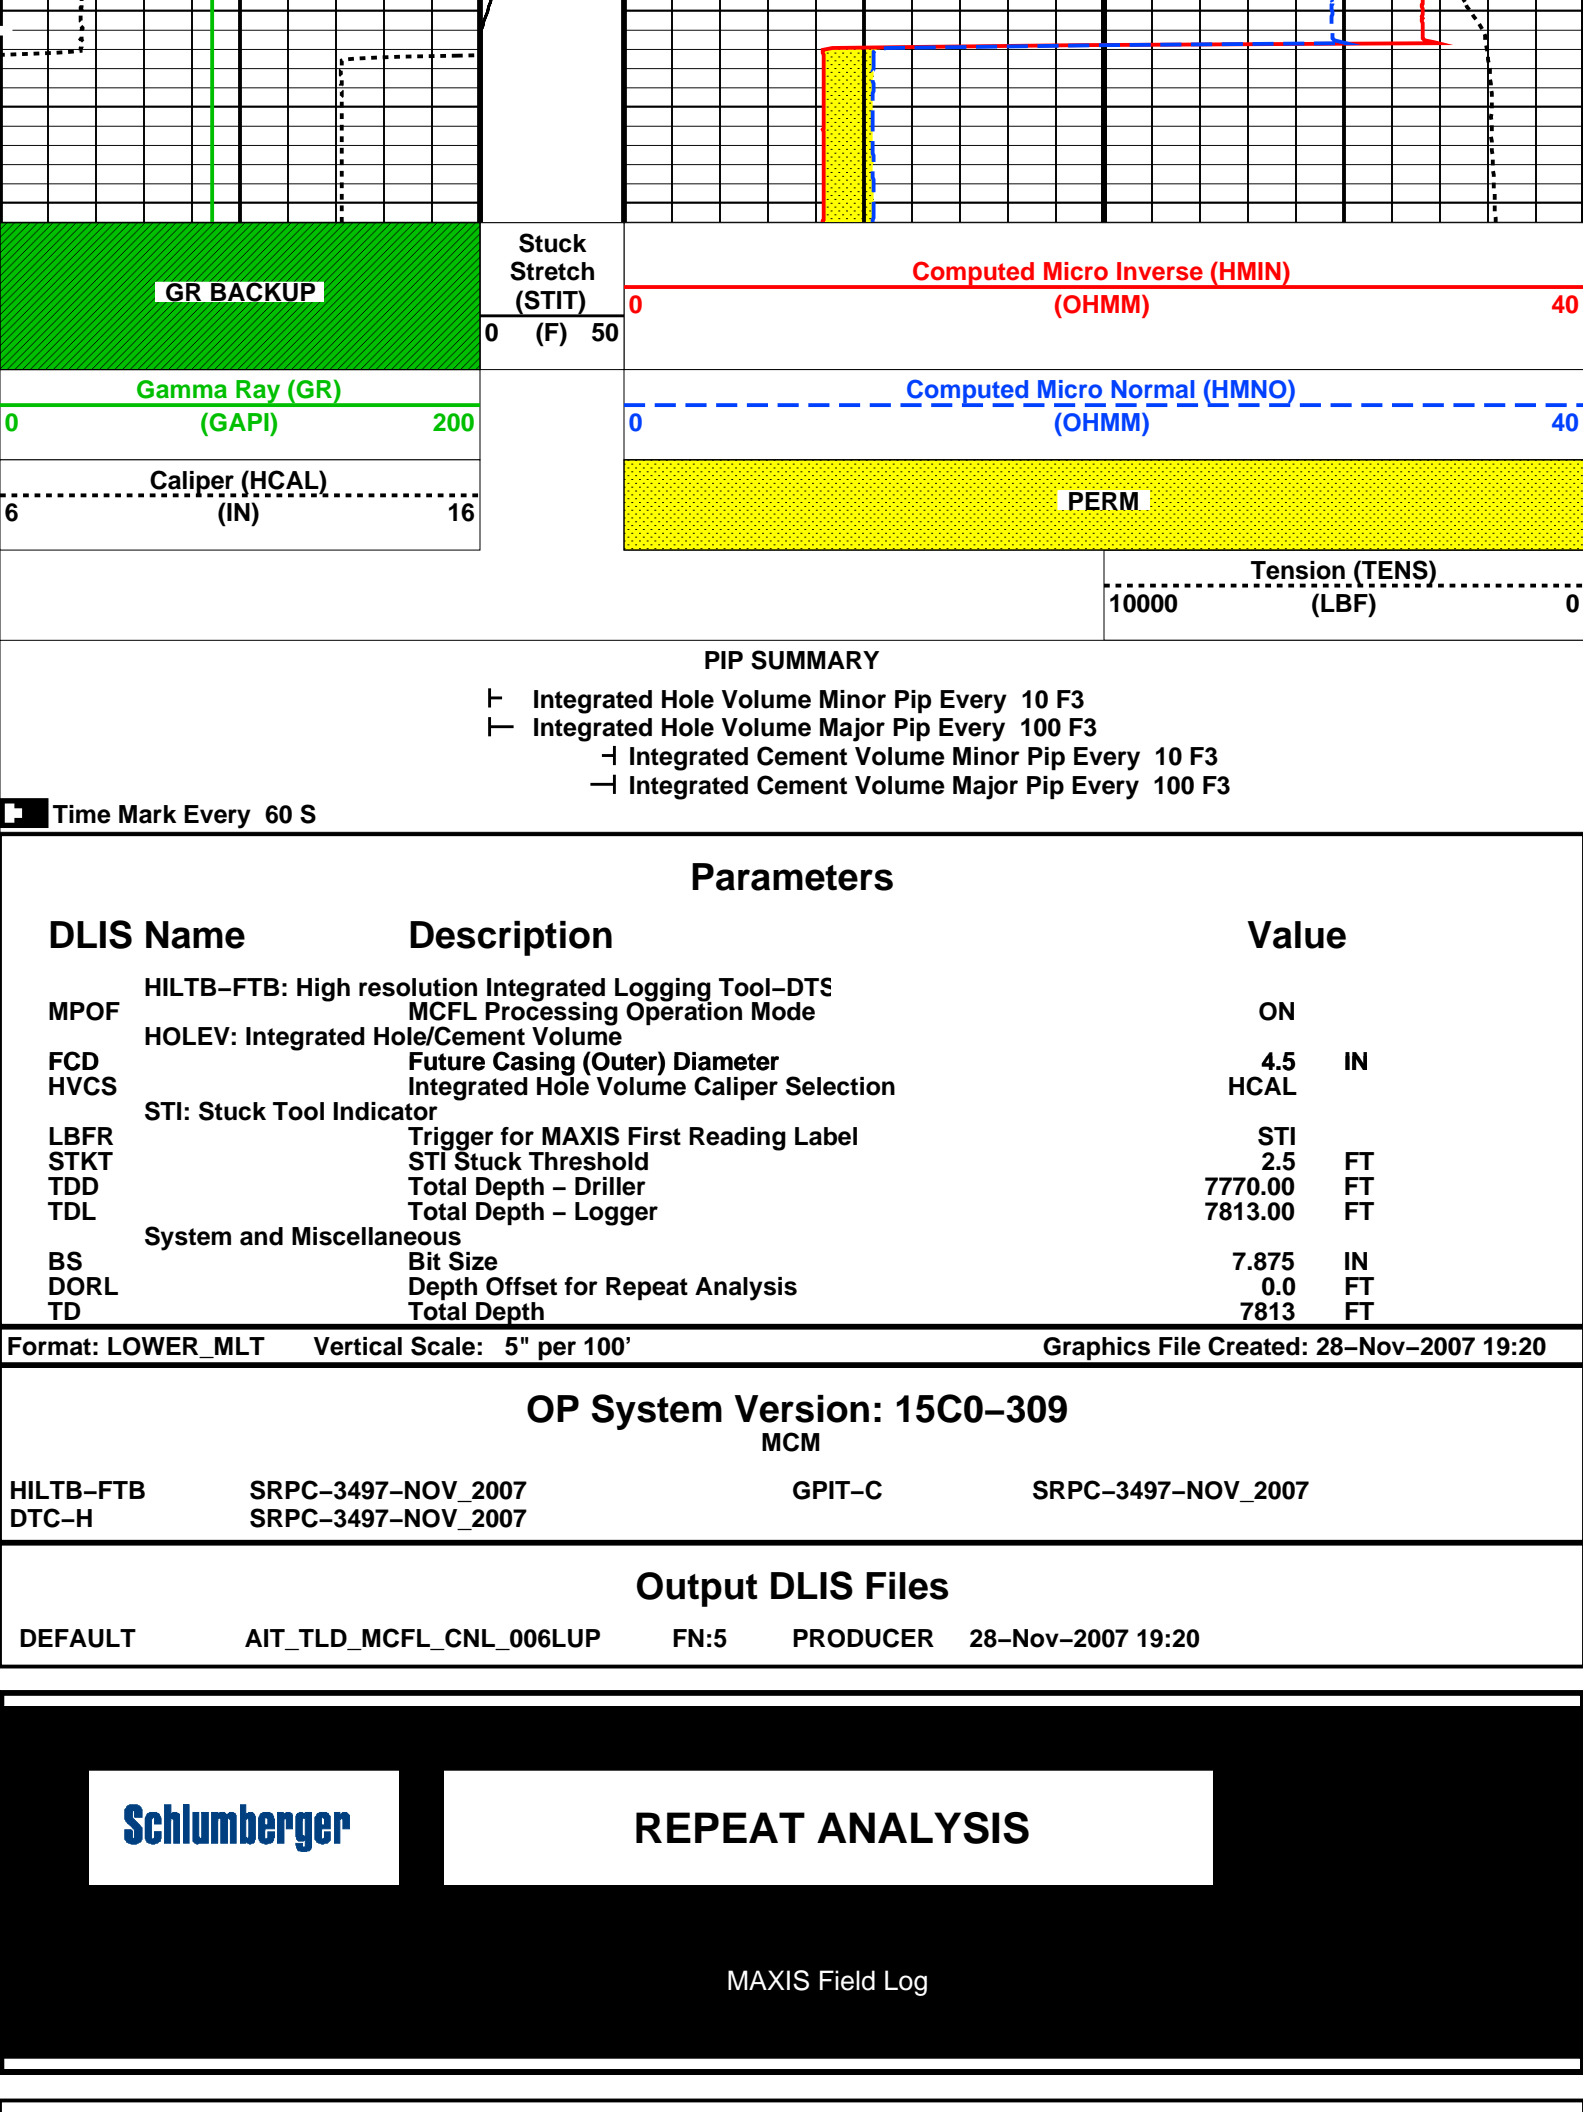 GR BACKUP
Stuck
Stretch
(STIT)
0 (F) 50
Computed Micro Inverse (HMIN)
0 (OHMM) 40
Gamma Ray (GR)
0 (GAPI) 200
Computed Micro Normal (HMNO)
0 (OHMM) 40
Caliper (HCAL)
6 (IN) 16
PERM
Tension (TENS)
10000 (LBF) 0
PIP SUMMARY
Integrated Hole Volume Minor Pip Every 10 F3
Integrated Hole Volume Major Pip Every 100 F3
Integrated Cement Volume Minor Pip Every 10 F3
Integrated Cement Volume Major Pip Every 100 F3
Time Mark Every 60 S
Parameters
DLIS Name Description Value
HILTB–FTB: High resolution Integrated Logging Tool–DTS
MPOF MCFL Processing Operation Mode ON
HOLEV: Integrated Hole/Cement Volume
FCD Future Casing (Outer) Diameter 4.5 IN
HVCS Integrated Hole Volume Caliper Selection HCAL
STI: Stuck Tool Indicator
LBFR Trigger for MAXIS First Reading Label STI
STKT STI Stuck Threshold 2.5 FT
TDD Total Depth – Driller 7770.00 FT
TDL Total Depth – Logger 7813.00 FT
System and Miscellaneous
BS Bit Size 7.875 IN
DORL Depth Offset for Repeat Analysis 0.0 FT
TD Total Depth 7813 FT
Format: LOWER_MLT Vertical Scale: 5" per 100' Graphics File Created: 28–Nov–2007 19:20
OP System Version: 15C0–309
MCM
HILTB–FTB SRPC–3497–NOV_2007 GPIT–C SRPC–3497–NOV_2007
DTC–H SRPC–3497–NOV_2007
Output DLIS Files
DEFAULT AIT_TLD_MCFL_CNL_006LUP FN:5 PRODUCER 28–Nov–2007 19:20
Schlumberger
REPEAT ANALYSIS
MAXIS Field Log